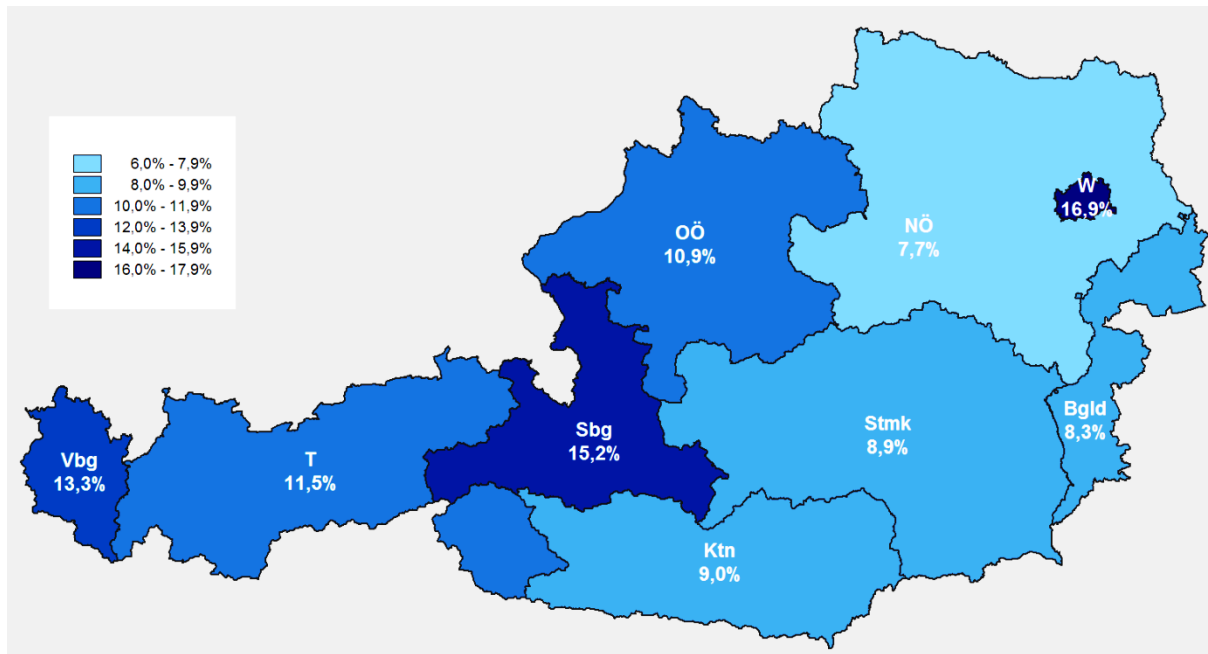 6,0% - 7,9%
8,0% - 9,9%
10,0% - 11,9%
12,0% - 13,9%
14,0% - 15,9%
16,0% - 17,9%
W
16,9%
OÖ
10,9%
NÖ
7,7%
Bgld
8,3%
Stmk
8,9%
Sbg
15,2%
Vbg
13,3%
T
11,5%
Ktn
9,0%